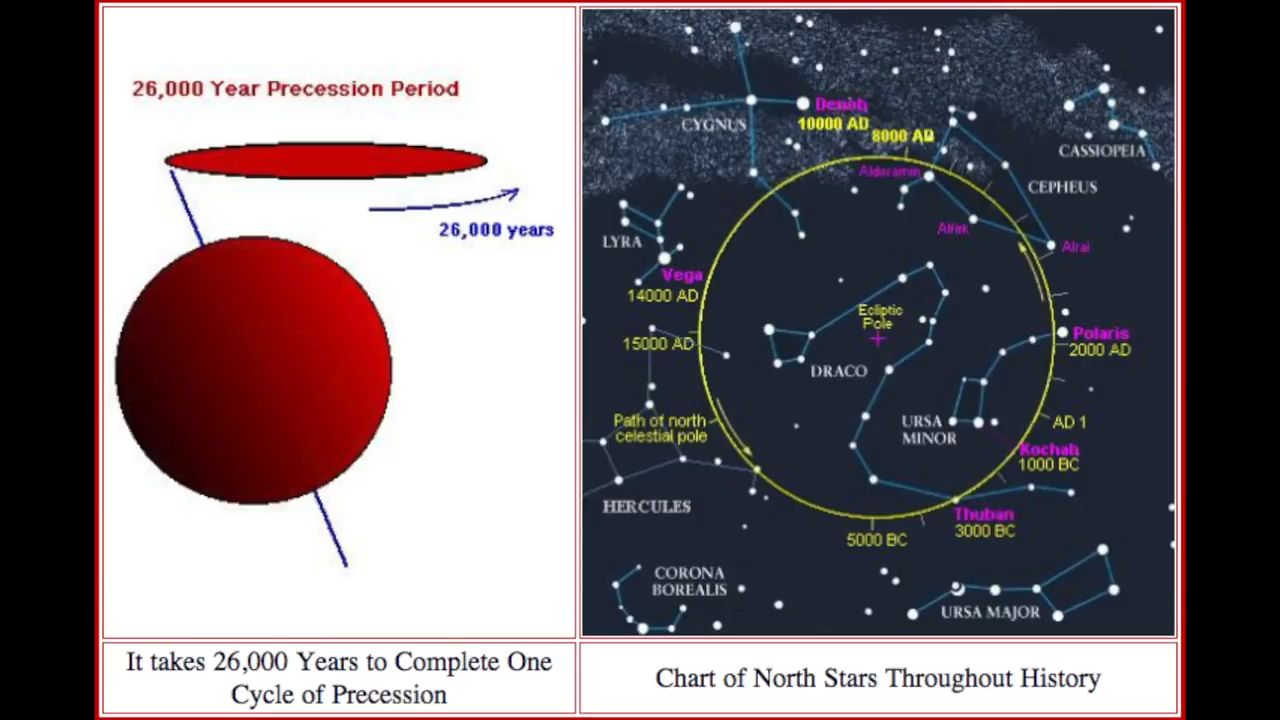 26,000 Year Precession Period
26,000 years
It takes 26,000 Years to Complete One
Cycle of Precession
Deneb
10000 AD
8000 AD
CYGNUS
CASSIOPEIA
Alderamin
CEPHEUS
LYRA
Alfirk
Alrai
Vega
14000 AD
Ecliptic
Pole
15000 AD
Polaris
2000 AD
DRACO
Path of north
celestial pole
URSA
MINOR
AD 1
Kochab
1000 BC
HERCULES
Thuban
3000 BC
5000 BC
CORONA
BOREALIS
URSA MAJOR
Chart of North Stars Throughout History